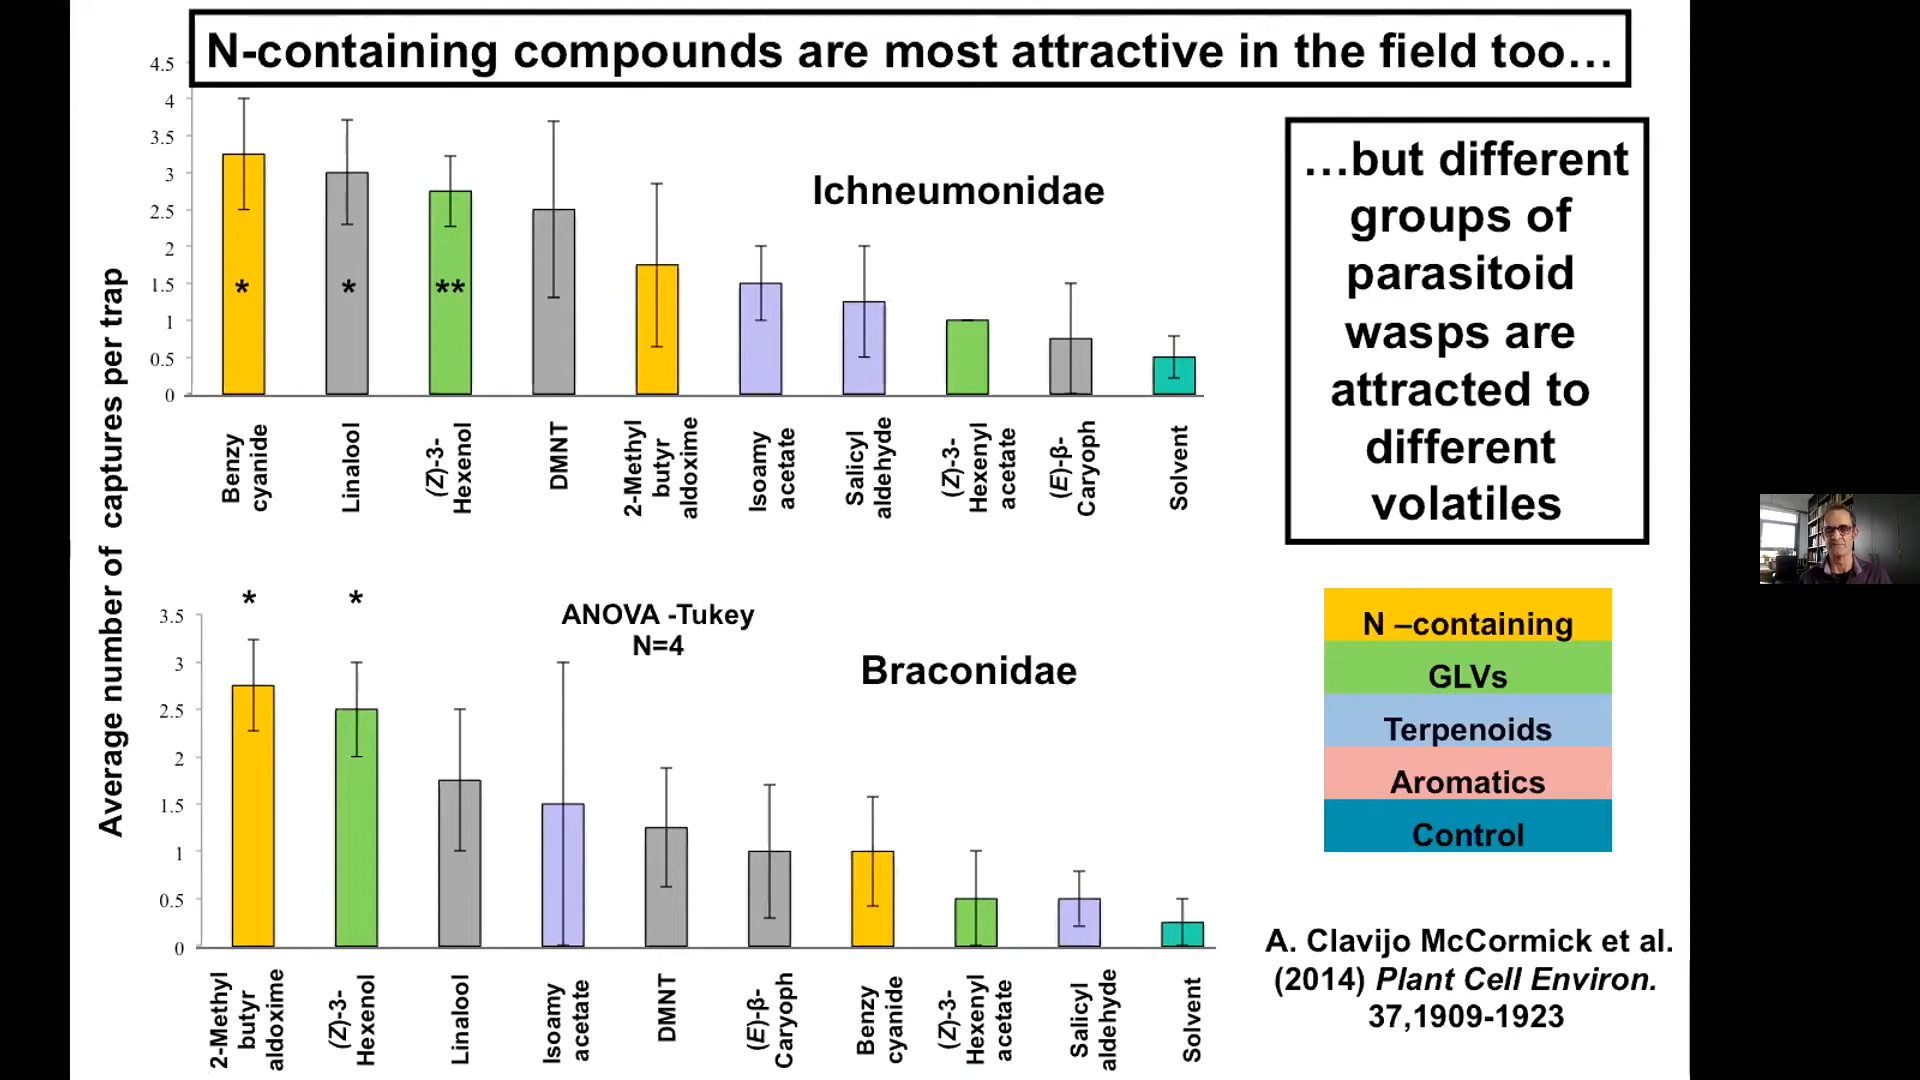 N-containing compounds are most attractive in the field too…
…but different
groups of
parasitoid
wasps are
attracted to
different
volatiles
Average number of captures per trap
4.5
4
3.5
3
2.5
2
1.5
1
0.5
0
Ichneumonidae
*
*
**
Benzy
cyanide
Linalool
(Z)-3-
Hexenol
DMNT
2-Methyl
butyr
aldoxime
Isoamy
acetate
Salicyl
aldehyde
(Z)-3-
Hexenyl
acetate
(E)-β-
Caryoph
Solvent
*
*
ANOVA -Tukey
N=4
Braconidae
3.5
3
2.5
2
1.5
1
0.5
0
2-Methyl
butyr
aldoxime
(Z)-3-
Hexenol
Linalool
Isoamy
acetate
DMNT
(E)-β-
Caryoph
Benzy
cyanide
(Z)-3-
Hexenyl
acetate
Salicyl
aldehyde
Solvent
N –containing
GLVs
Terpenoids
Aromatics
Control
A. Clavijo McCormick et al.
(2014) Plant Cell Environ.
37,1909-1923